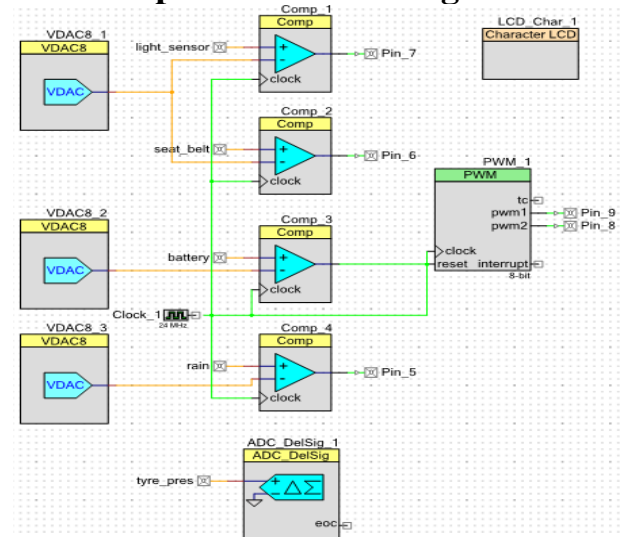 VDAC8_1
VDAC8
VDAC
Comp_1
Comp
light_sensor
clock
Pin_7
LCD_Char_1
Character LCD
Comp_2
Comp
seat_belt
clock
Pin_6
PWM_1
PWM
tc
pwm1
pwm2
clock
reset interrupt
8-bit
Pin_9
Pin_8
VDAC8_2
VDAC8
VDAC
Comp_3
Comp
battery
clock
Clock_1
24 MHz
VDAC8_3
VDAC8
VDAC
Comp_4
Comp
rain
clock
Pin_5
ADC_DelSig_1
ADC_DelSig
tyre_pres
ΔΣ
eoc